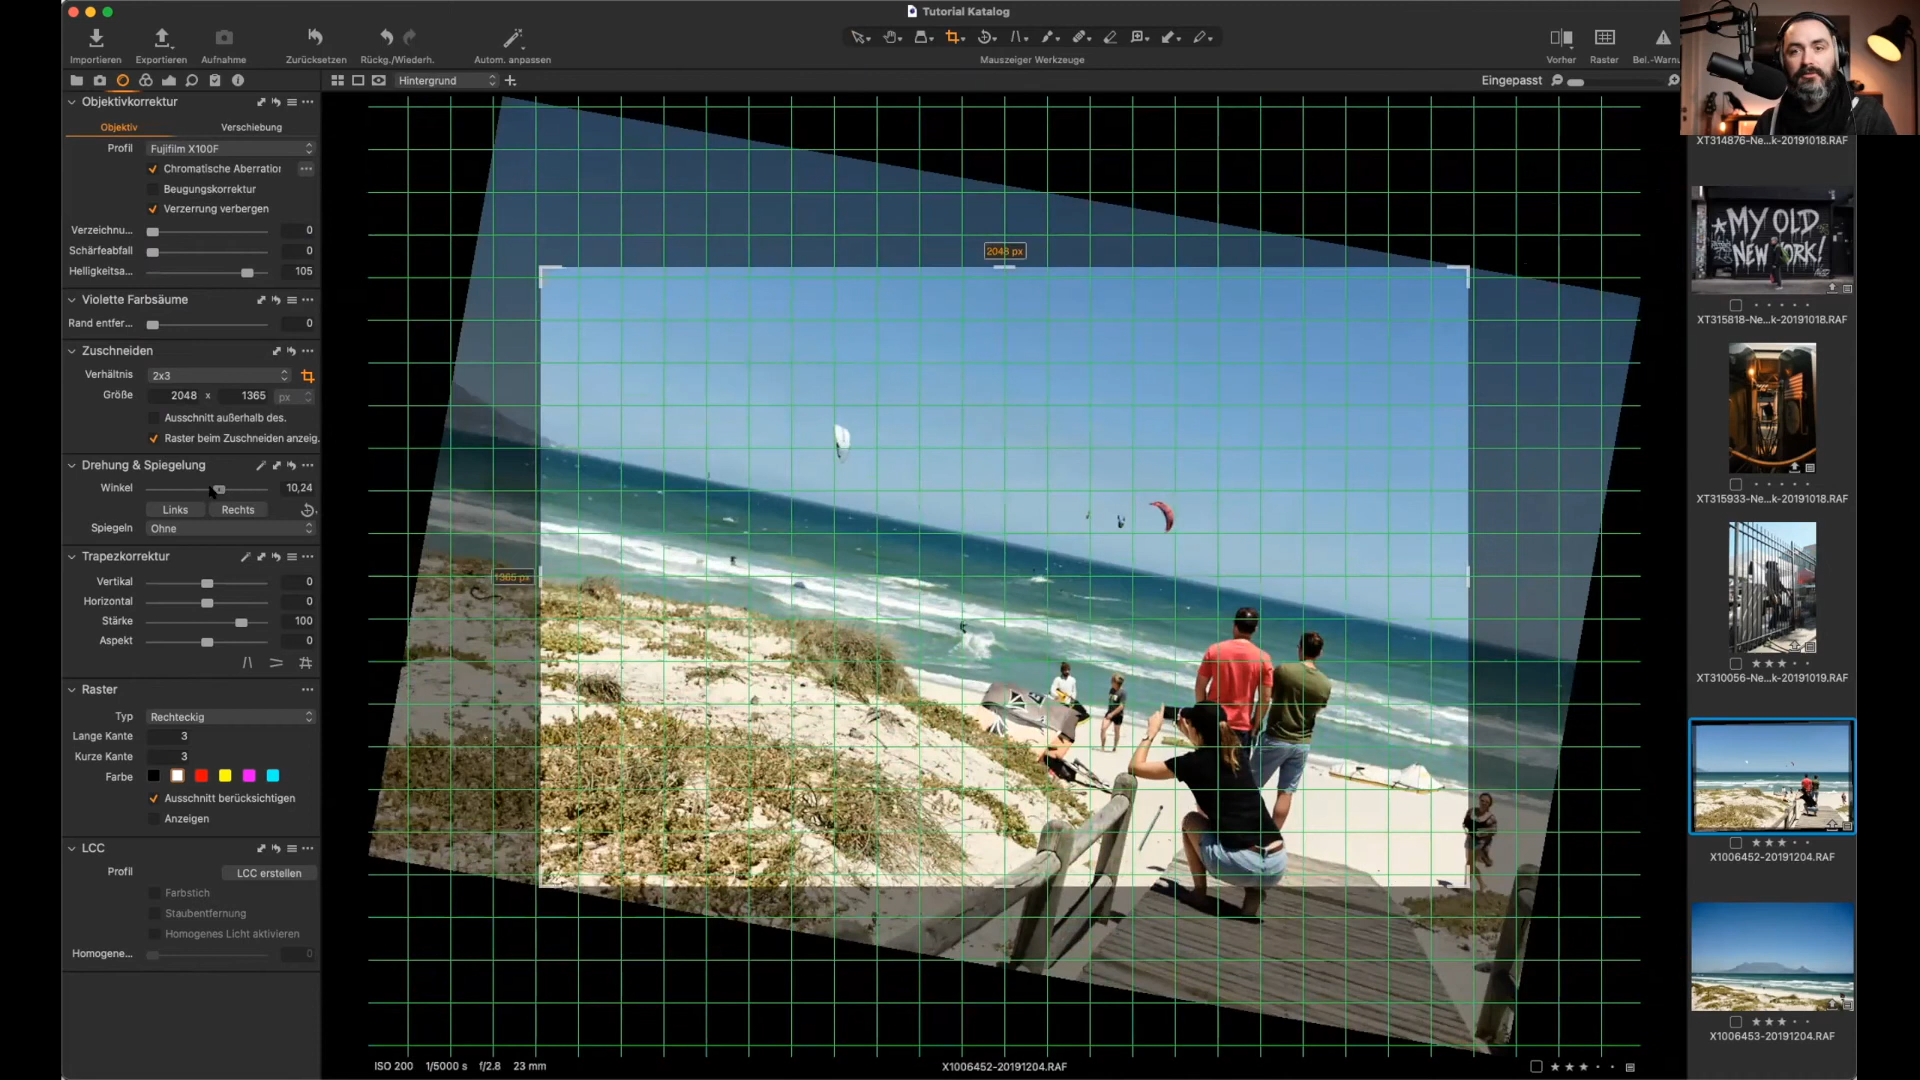 Tutorial Katalog
Importieren
Exportieren
Aufnahme
Zurücksetzen
Rückg./Wiederh.
Autom. anpassen
Mauszeiger Werkzeuge
Vorher
Raster
Bel.-Warnu
Hintergrund
Eingepasst
Objektivkorrektur
Objektiv
Verschiebung
Profil
Fujifilm X100F
Chromatische Aberration
Beugungskorrektur
Verzerrung verbergen
Verzeichnu... 0
Schärfeabfall 0
Helligkeitsa... 105
Violette Farbsäume
Rand entfer... 0
Zuschneiden
Verhältnis 2x3
Größe 2048 x 1365 px
Ausschnitt außerhalb des.
Raster beim Zuschneiden anzeig.
Drehung & Spiegelung
Winkel 10,24
Links Rechts
Spiegeln Ohne
Trapezkorrektur
Vertikal 0
Horizontal 0
Stärke 100
Aspekt 0
Raster
Typ Rechteckig
Lange Kante 3
Kurze Kante 3
Farbe
Ausschnitt berücksichtigen
Anzeigen
LCC
Profil LCC erstellen
Farbstich
Staubentfernung
Homogenes Licht aktivieren
Homogene... 0
2048 px
1365 px
ISO 200 1/5000 s f/2.8 23 mm
X1006452-20191204.RAF
XT314876-Ne...k-20191018.RAF
MY OLD
NEW YORK!
XT315818-Ne...k-20191018.RAF
XT315933-Ne...k-20191018.RAF
XT310056-Ne...k-20191019.RAF
X1006452-20191204.RAF
X1006453-20191204.RAF